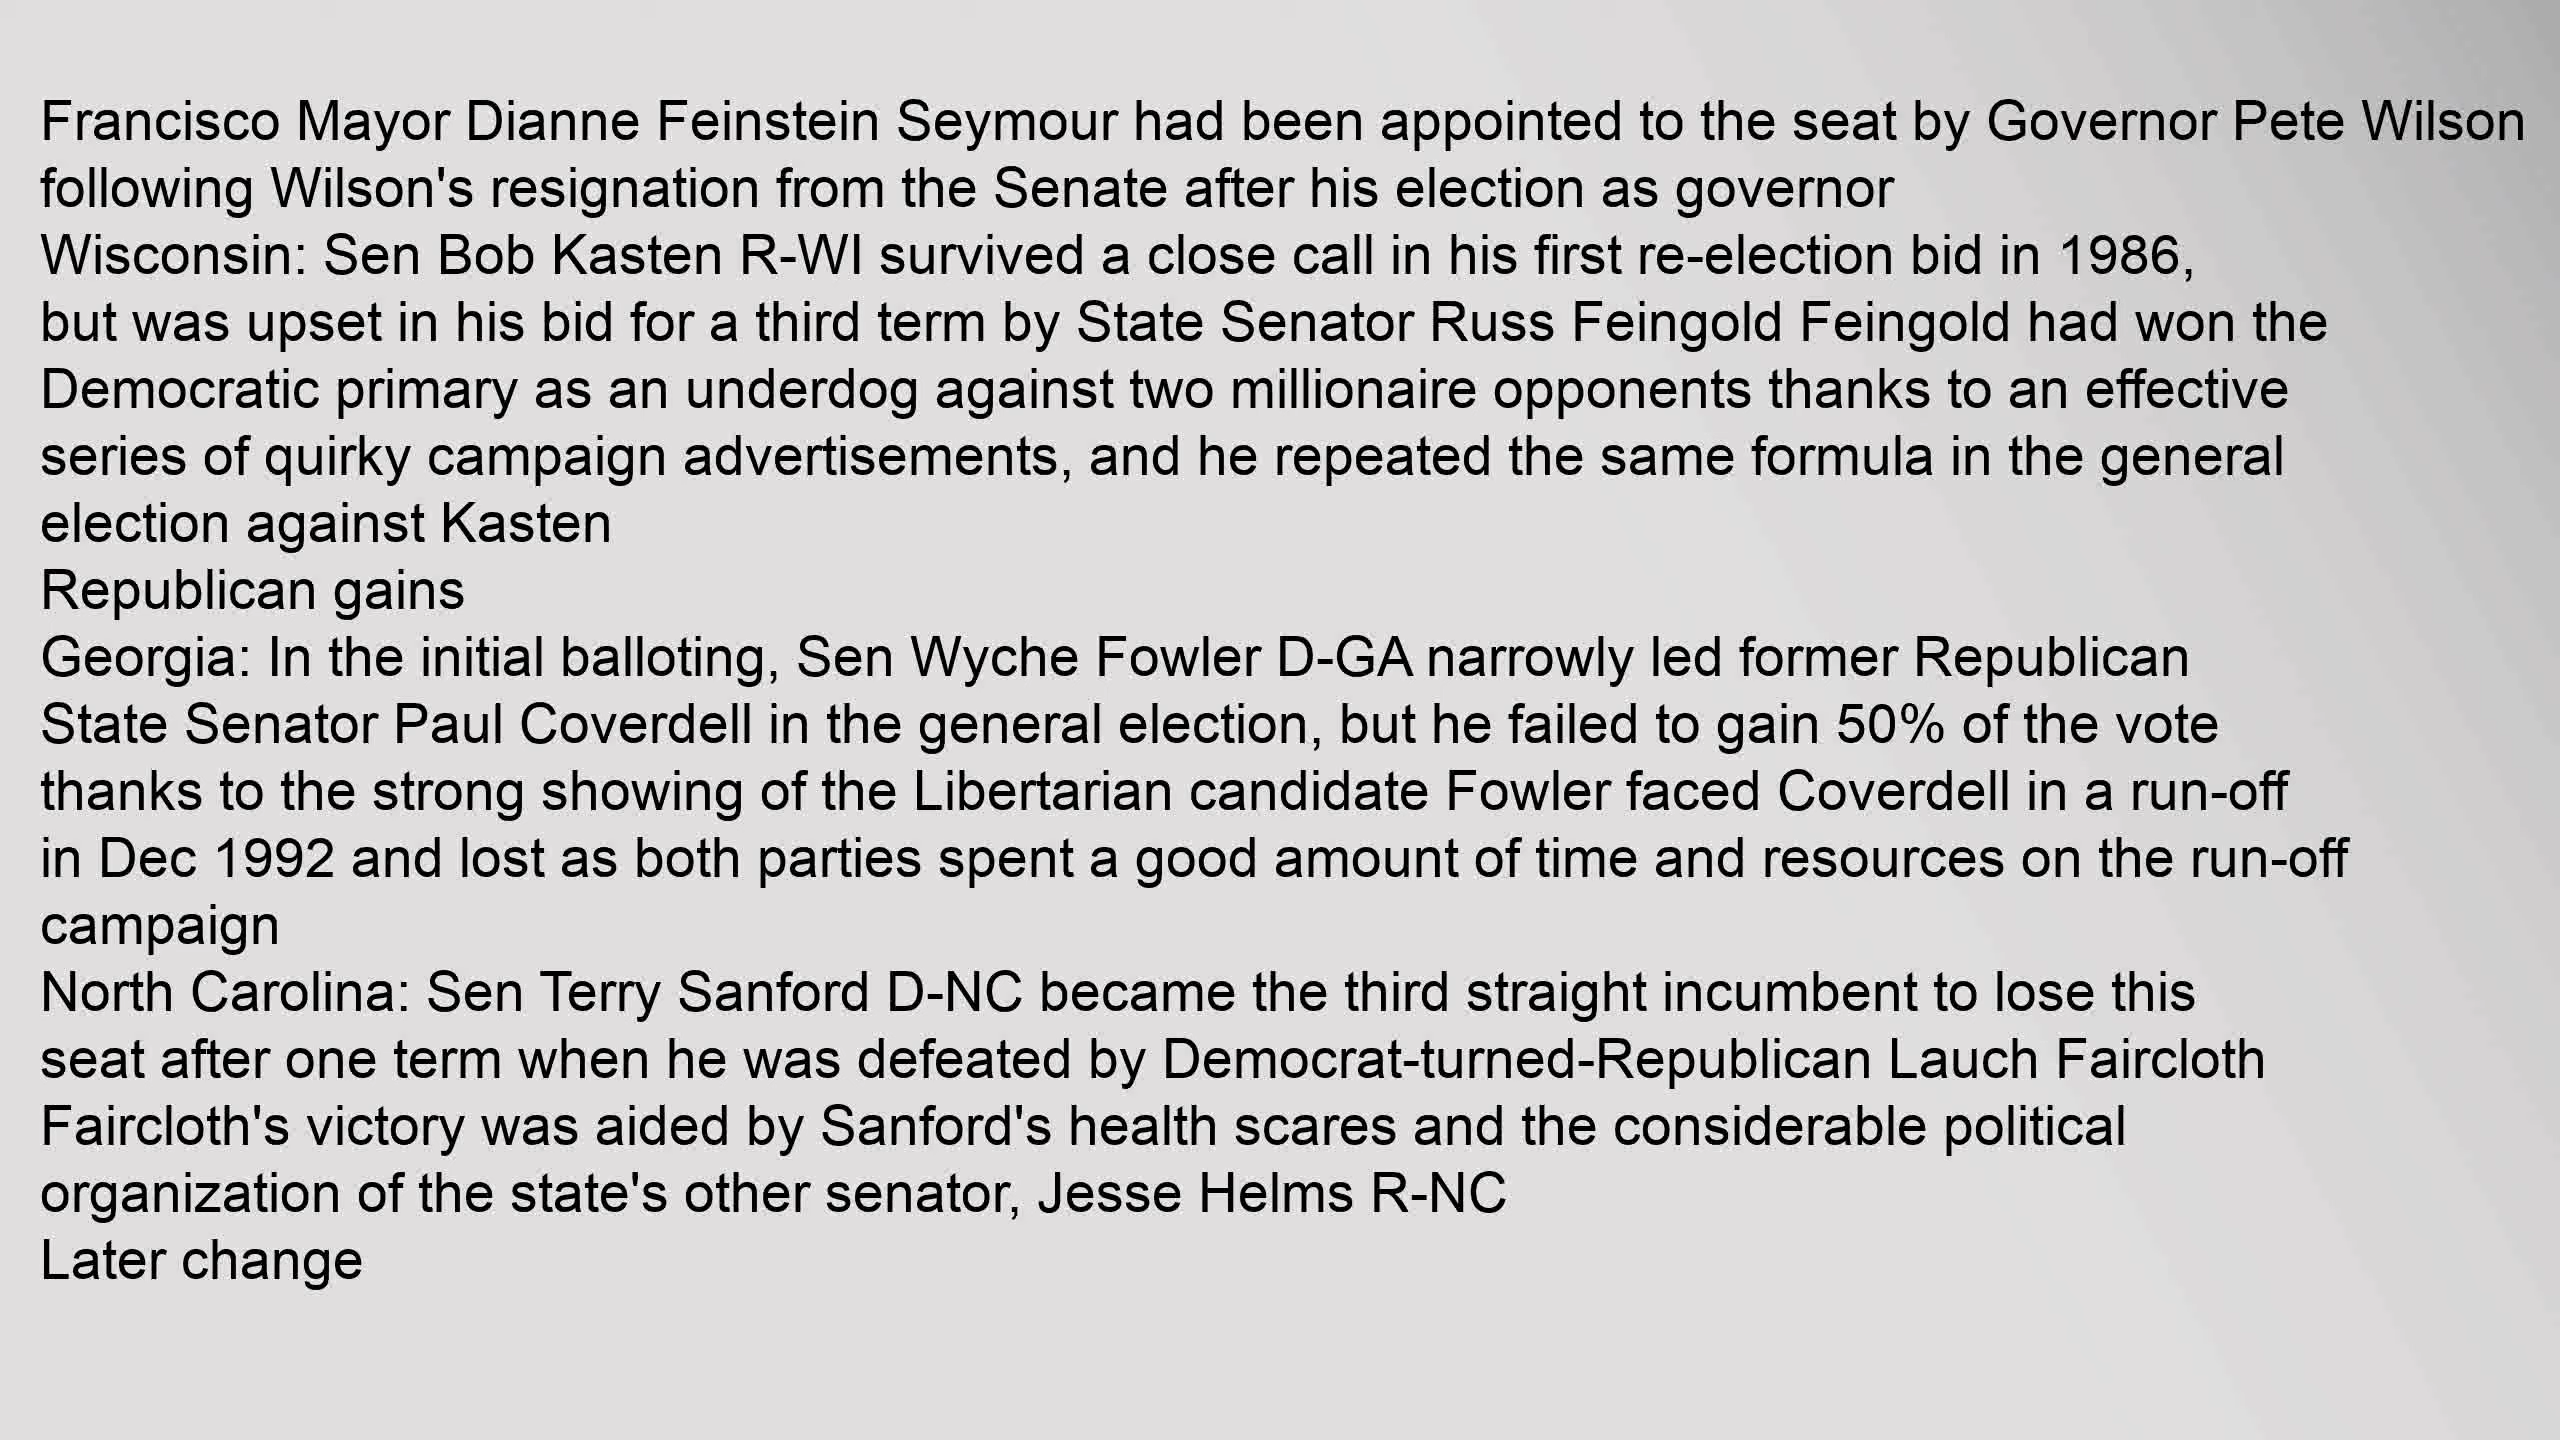 Francisco Mayor Dianne Feinstein Seymour had been appointed to the seat by Governor Pete Wilson
following Wilson's resignation from the Senate after his election as governor
Wisconsin: Sen Bob Kasten R-WI survived a close call in his first re-election bid in 1986,
but was upset in his bid for a third term by State Senator Russ Feingold Feingold had won the
Democratic primary as an underdog against two millionaire opponents thanks to an effective
series of quirky campaign advertisements, and he repeated the same formula in the general
election against Kasten
Republican gains
Georgia: In the initial balloting, Sen Wyche Fowler D-GA narrowly led former Republican
State Senator Paul Coverdell in the general election, but he failed to gain 50% of the vote
thanks to the strong showing of the Libertarian candidate Fowler faced Coverdell in a run-off
in Dec 1992 and lost as both parties spent a good amount of time and resources on the run-off
campaign
North Carolina: Sen Terry Sanford D-NC became the third straight incumbent to lose this
seat after one term when he was defeated by Democrat-turned-Republican Lauch Faircloth
Faircloth's victory was aided by Sanford's health scares and the considerable political
organization of the state's other senator, Jesse Helms R-NC
Later change